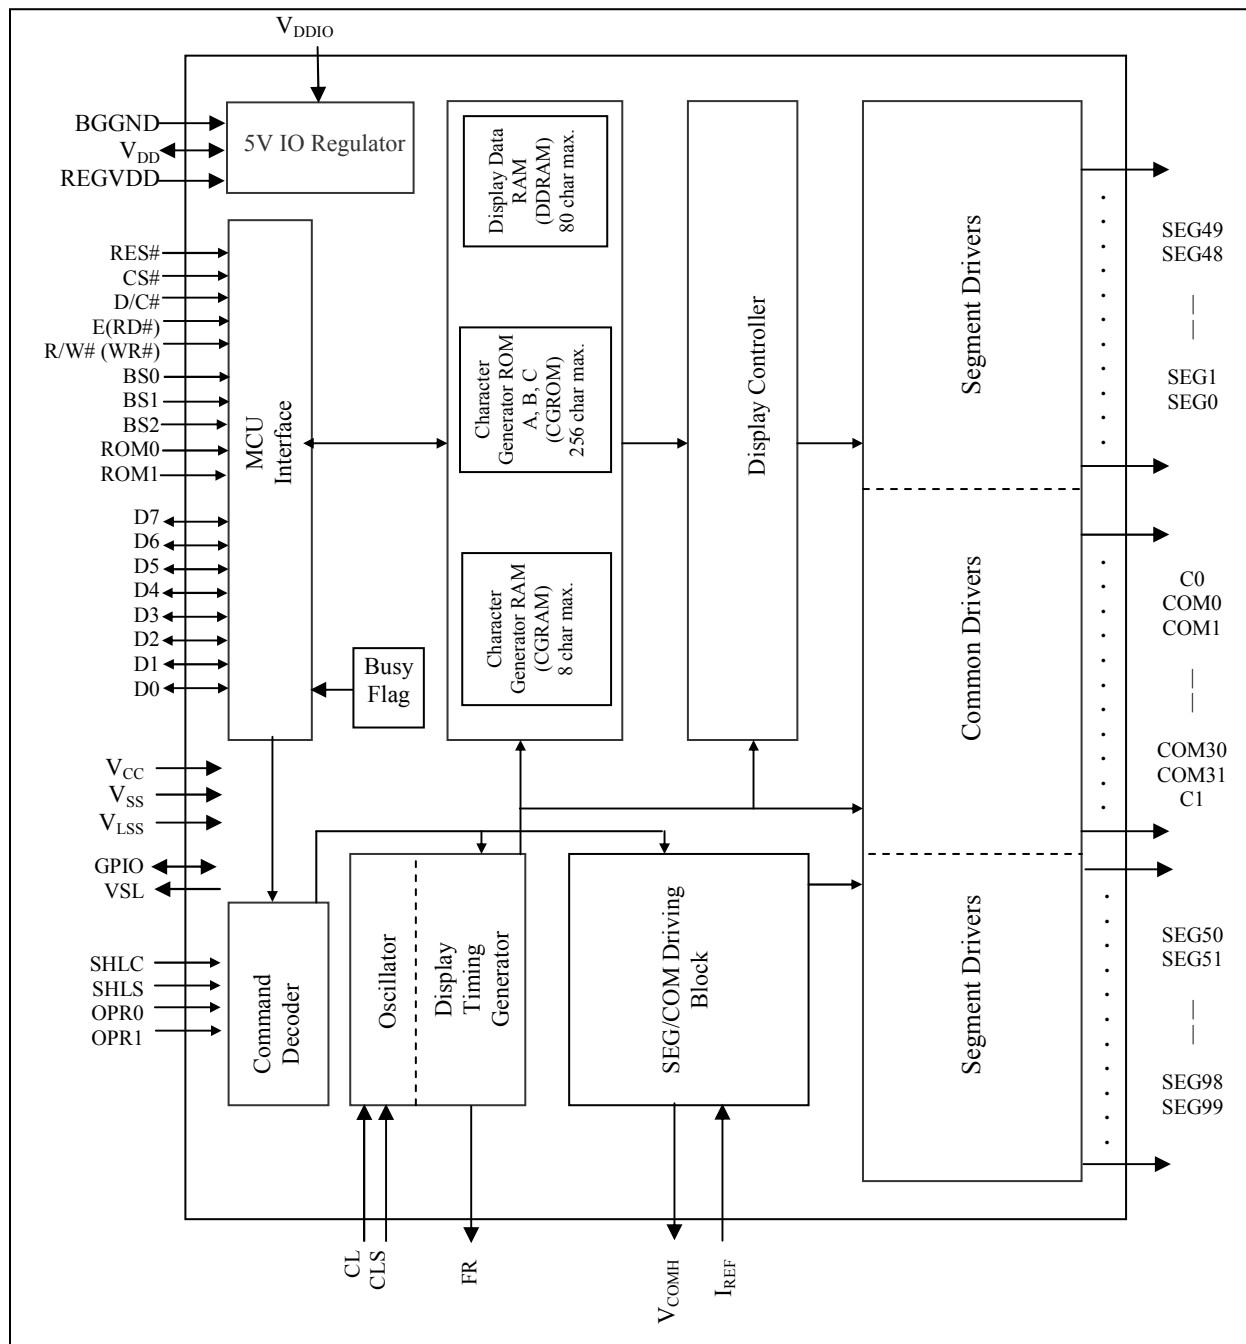 VDDIO
BGGND
VDD
REGVDD
5V IO Regulator
RES#
CS#
D/C#
E(RD#)
R/W# (WR#)
BS0
BS1
BS2
ROM0
ROM1
D7
D6
D5
D4
D3
D2
D1
D0
MCU
Interface
Busy
Flag
Display Data
RAM
(DDRAM)
80 char max.
Character
Generator ROM
A, B, C
(CGROM)
256 char max.
Character
Generator RAM
(CGRAM)
8 char max.
Display Controller
Segment Drivers
Common Drivers
Segment Drivers
SEG49
SEG48
SEG1
SEG0
C0
COM0
COM1
COM30
COM31
C1
SEG50
SEG51
SEG98
SEG99
VCC
VSS
VLSS
GPIO
VSL
SHLC
SHLS
OPR0
OPR1
Command
Decoder
Oscillator
Display
Timing
Generator
SEG/COM Driving
Block
CL
CLS
FR
VCOMH
IREF